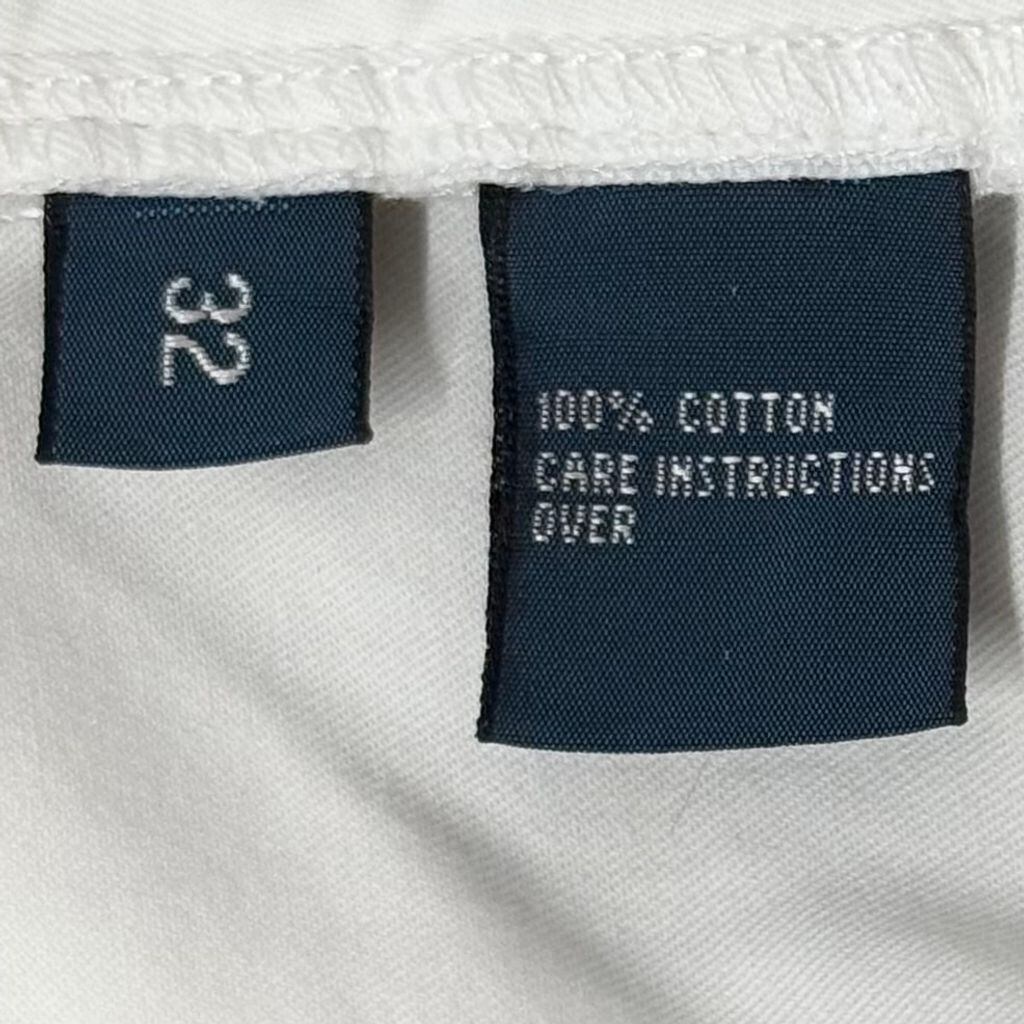 32
100% COTTON
CARE INSTRUCTIONS
OVER